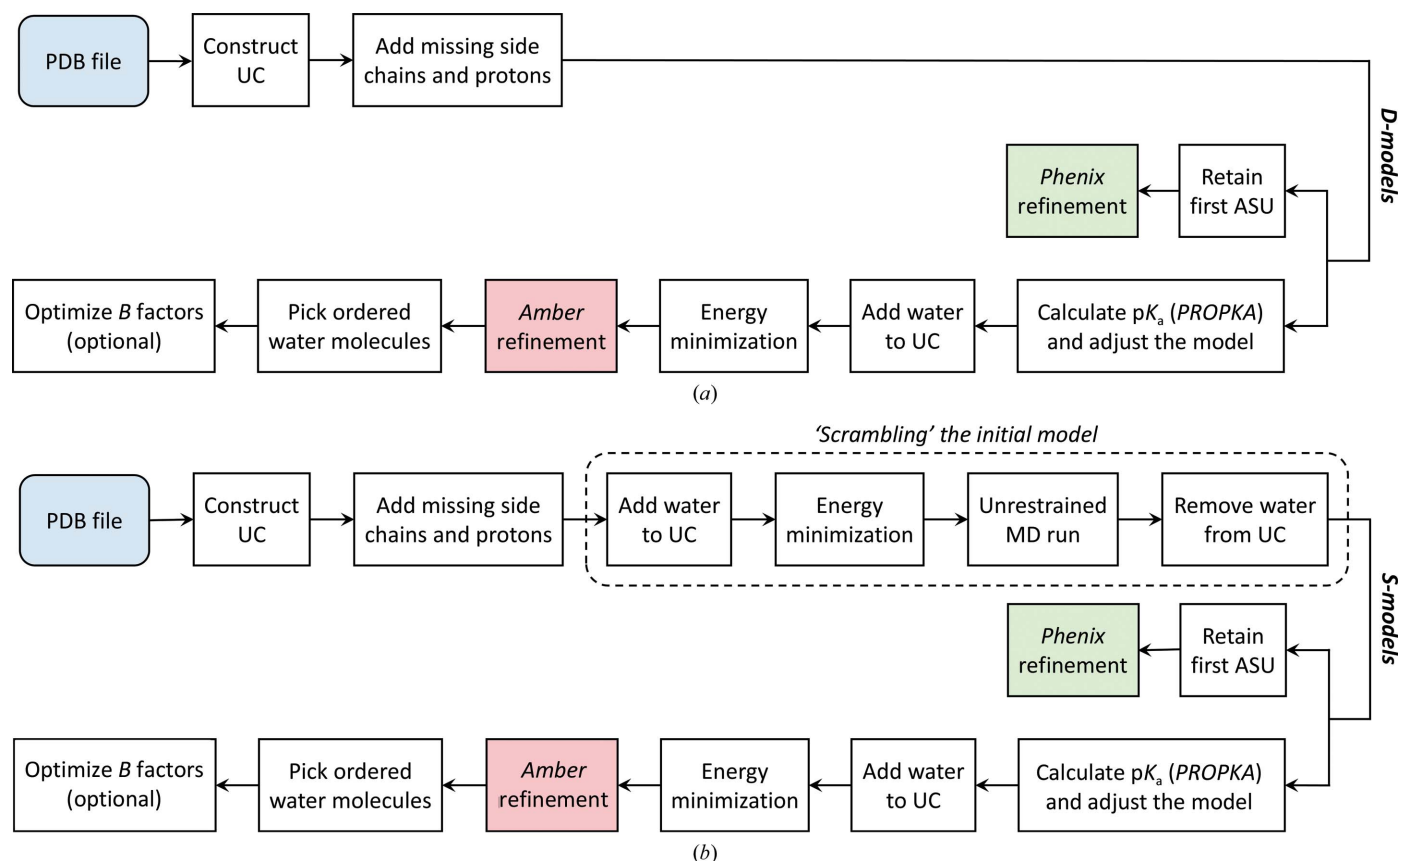 PDB file
Construct
UC
Add missing side
chains and protons
D-models
Phenix
refinement
Retain
first ASU
Optimize B factors
(optional)
Pick ordered
water molecules
Amber
refinement
Energy
minimization
Add water
to UC
Calculate pKa (PROPKA)
and adjust the model
(a)
‘Scrambling’ the initial model
PDB file
Construct
UC
Add missing side
chains and protons
Add water
to UC
Energy
minimization
Unrestrained
MD run
Remove water
from UC
S-models
Phenix
refinement
Retain
first ASU
Optimize B factors
(optional)
Pick ordered
water molecules
Amber
refinement
Energy
minimization
Add water
to UC
Calculate pKa (PROPKA)
and adjust the model
(b)